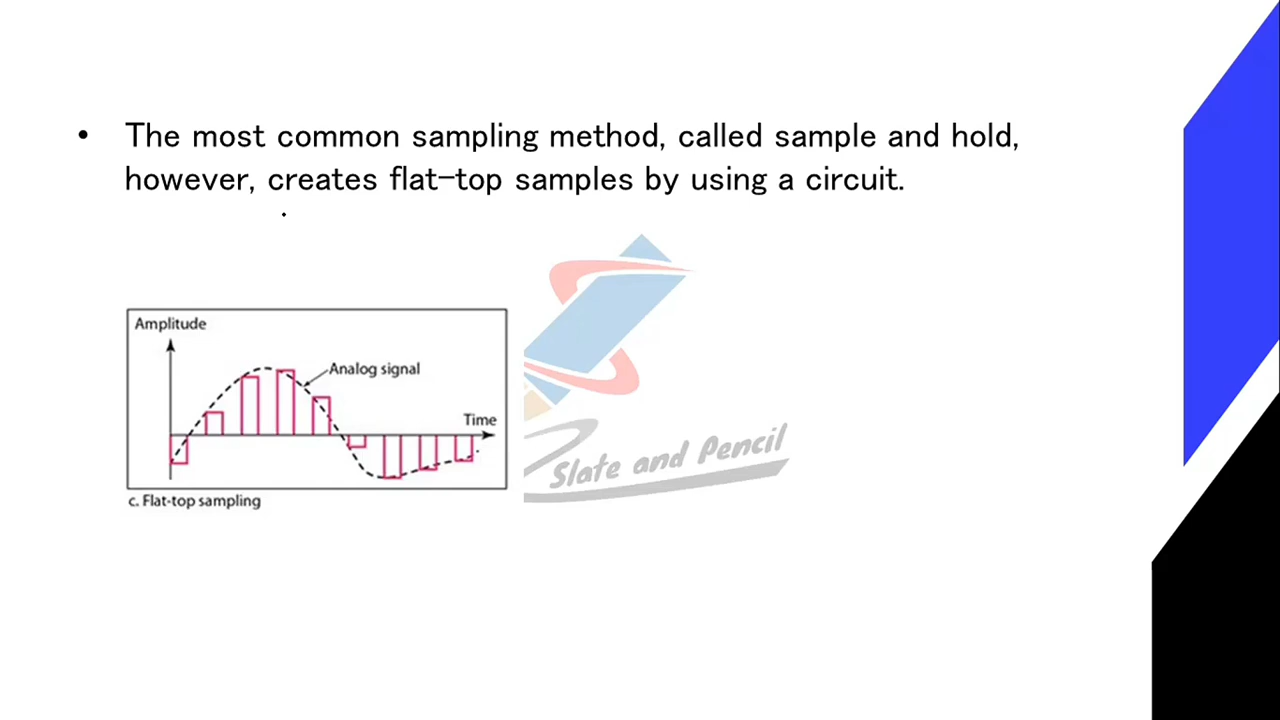 • The most common sampling method, called sample and hold,
however, creates flat-top samples by using a circuit.
Amplitude
Analog signal
Time
c. Flat-top sampling
Slate and Pencil